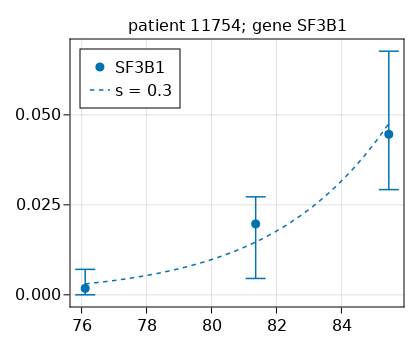 patient 11754; gene SF3B1
SF3B1
s = 0.3
0.050
0.025
0.000
76 78 80 82 84